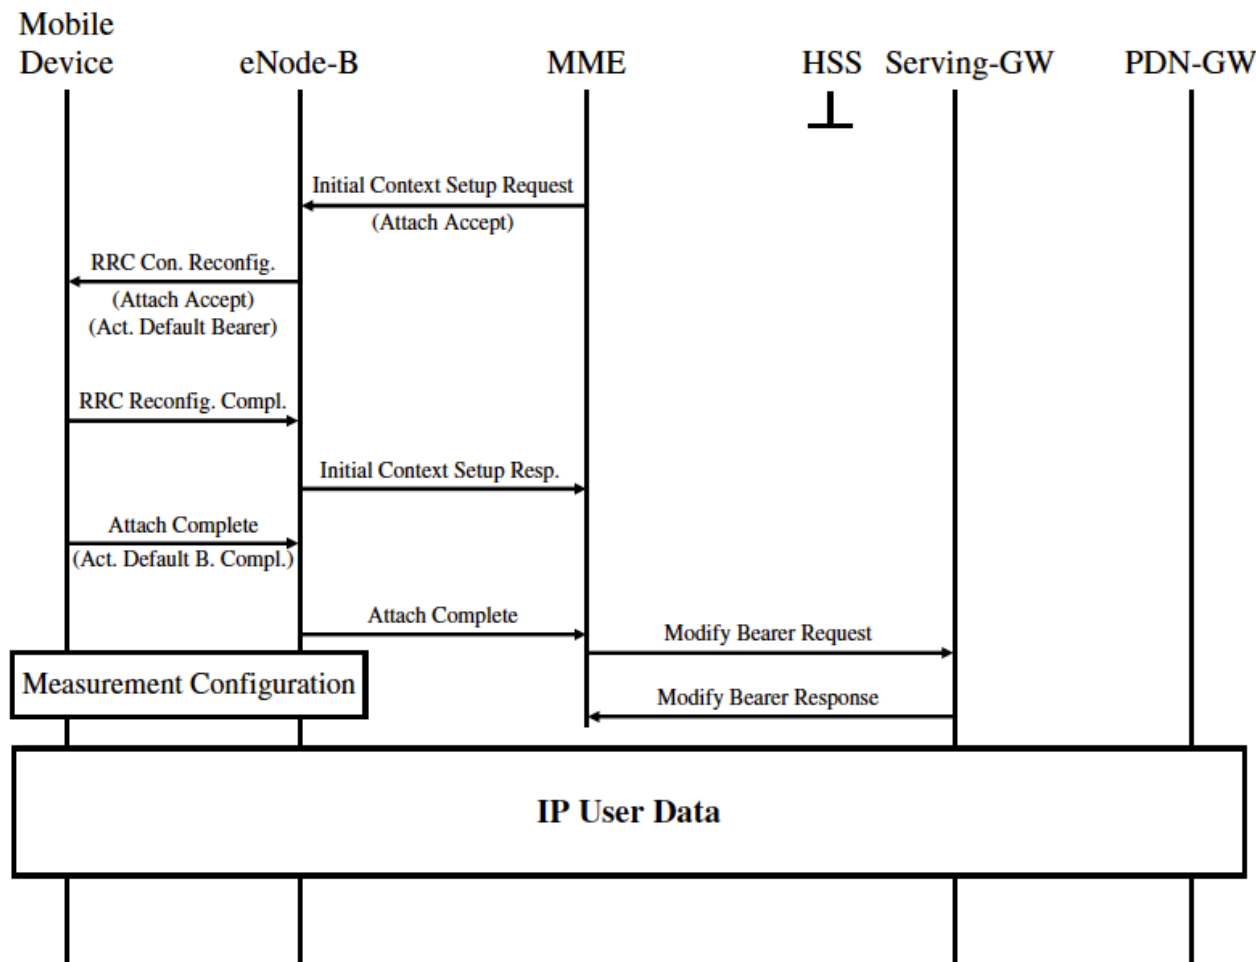 Mobile
Device eNode-B MME HSS Serving-GW PDN-GW
Initial Context Setup Request
(Attach Accept)
RRC Con. Reconfig.
(Attach Accept)
(Act. Default Bearer)
RRC Reconfig. Compl.
Initial Context Setup Resp.
Attach Complete
(Act. Default B. Compl.)
Attach Complete
Modify Bearer Request
Measurement Configuration
Modify Bearer Response
IP User Data